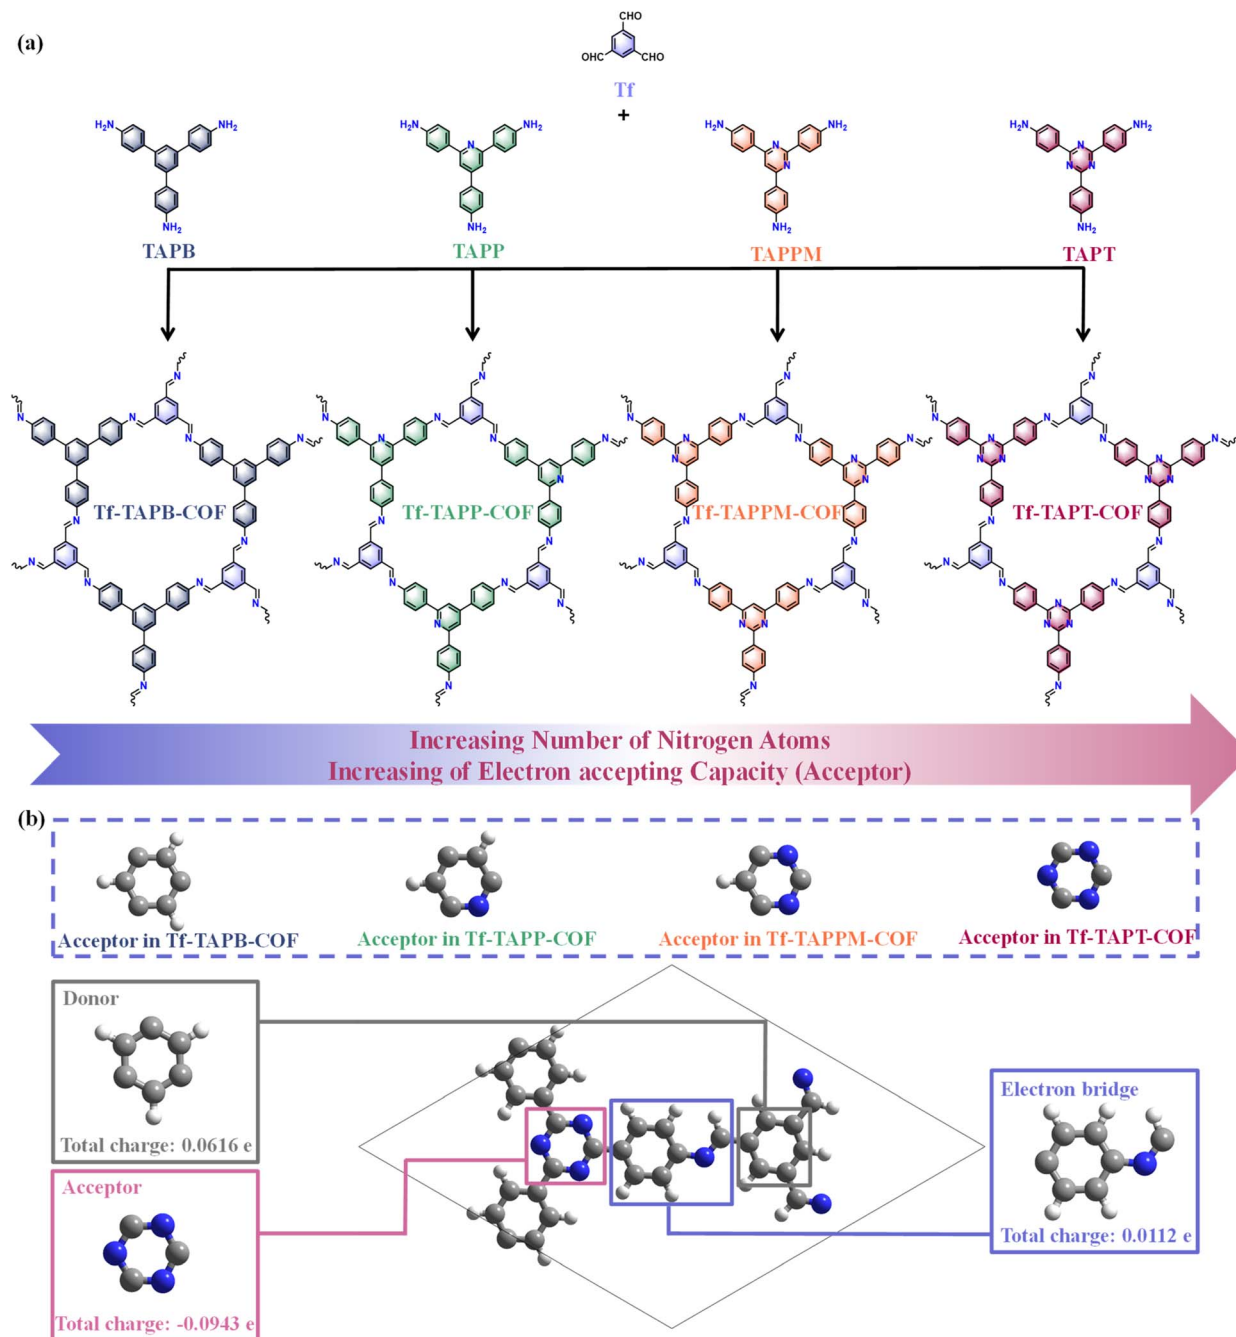 (a)
CHO
OHC
CHO
Tf
+
H₂N
NH₂
NH₂
TAPB
H₂N
N
NH₂
NH₂
TAPP
H₂N
N
N
NH₂
NH₂
TAPPM
H₂N
N
N
N
NH₂
NH₂
TAPT
Tf-TAPB-COF
Tf-TAPP-COF
Tf-TAPPM-COF
Tf-TAPT-COF
Increasing Number of Nitrogen Atoms
Increasing of Electron accepting Capacity (Acceptor)
(b)
Acceptor in Tf-TAPB-COF
Acceptor in Tf-TAPP-COF
Acceptor in Tf-TAPPM-COF
Acceptor in Tf-TAPT-COF
Donor
Total charge: 0.0616 e
Acceptor
Total charge: -0.0943 e
Electron bridge
Total charge: 0.0112 e